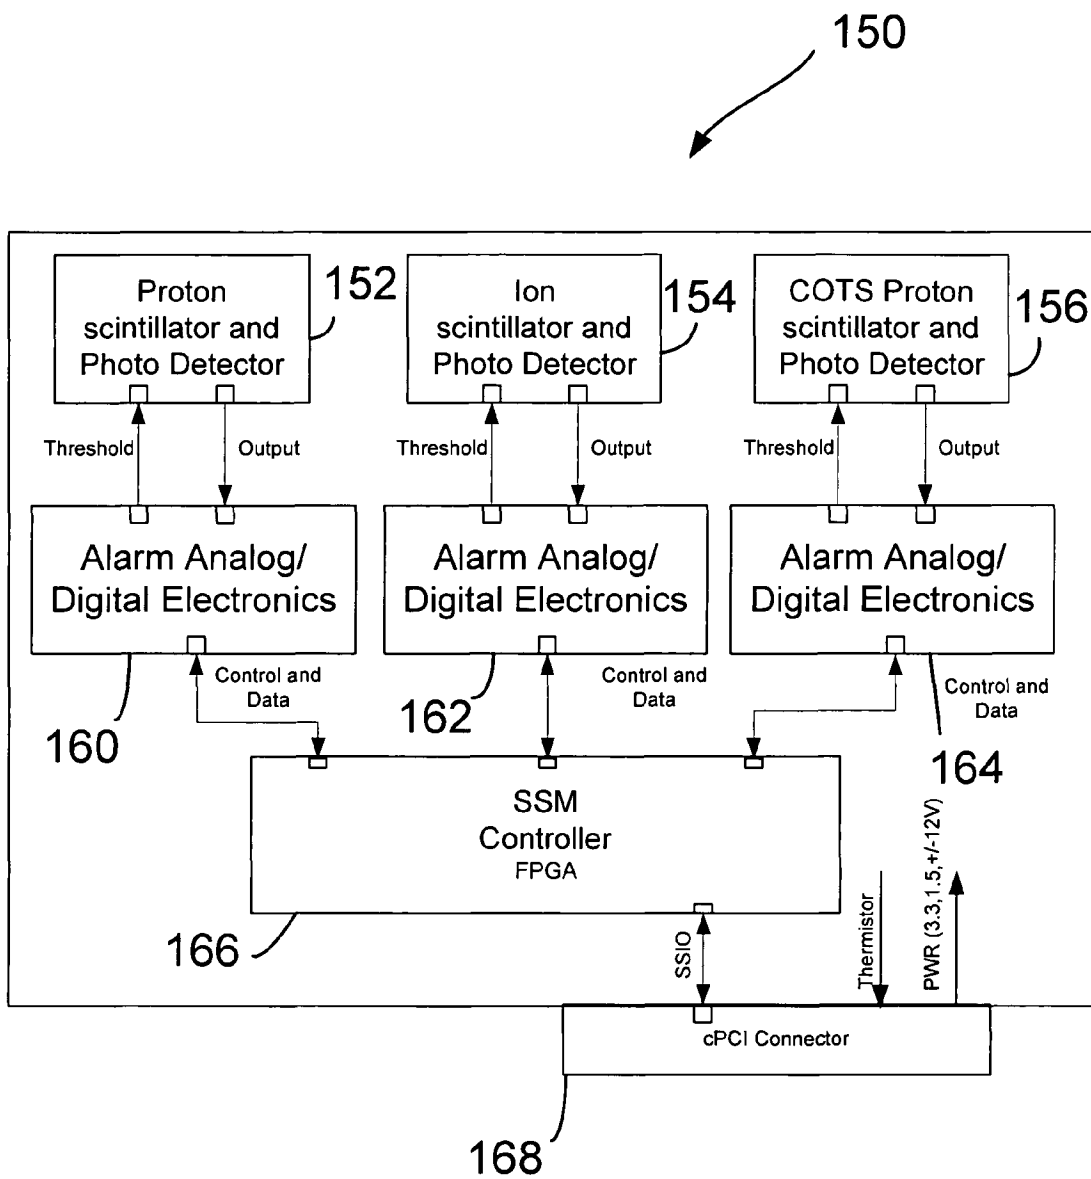 150
Proton
scintillator and
Photo Detector
152
Ion
scintillator and
Photo Detector
154
COTS Proton
scintillator and
Photo Detector
156
Threshold
Output
Threshold
Output
Threshold
Output
Alarm Analog/
Digital Electronics
Alarm Analog/
Digital Electronics
Alarm Analog/
Digital Electronics
160
Control and
Data
162
Control and
Data
164
Control and
Data
SSM
Controller
FPGA
166
SSIO
Thermistor
PWR (3.3,1.5,+/-12V)
cPCI Connector
168